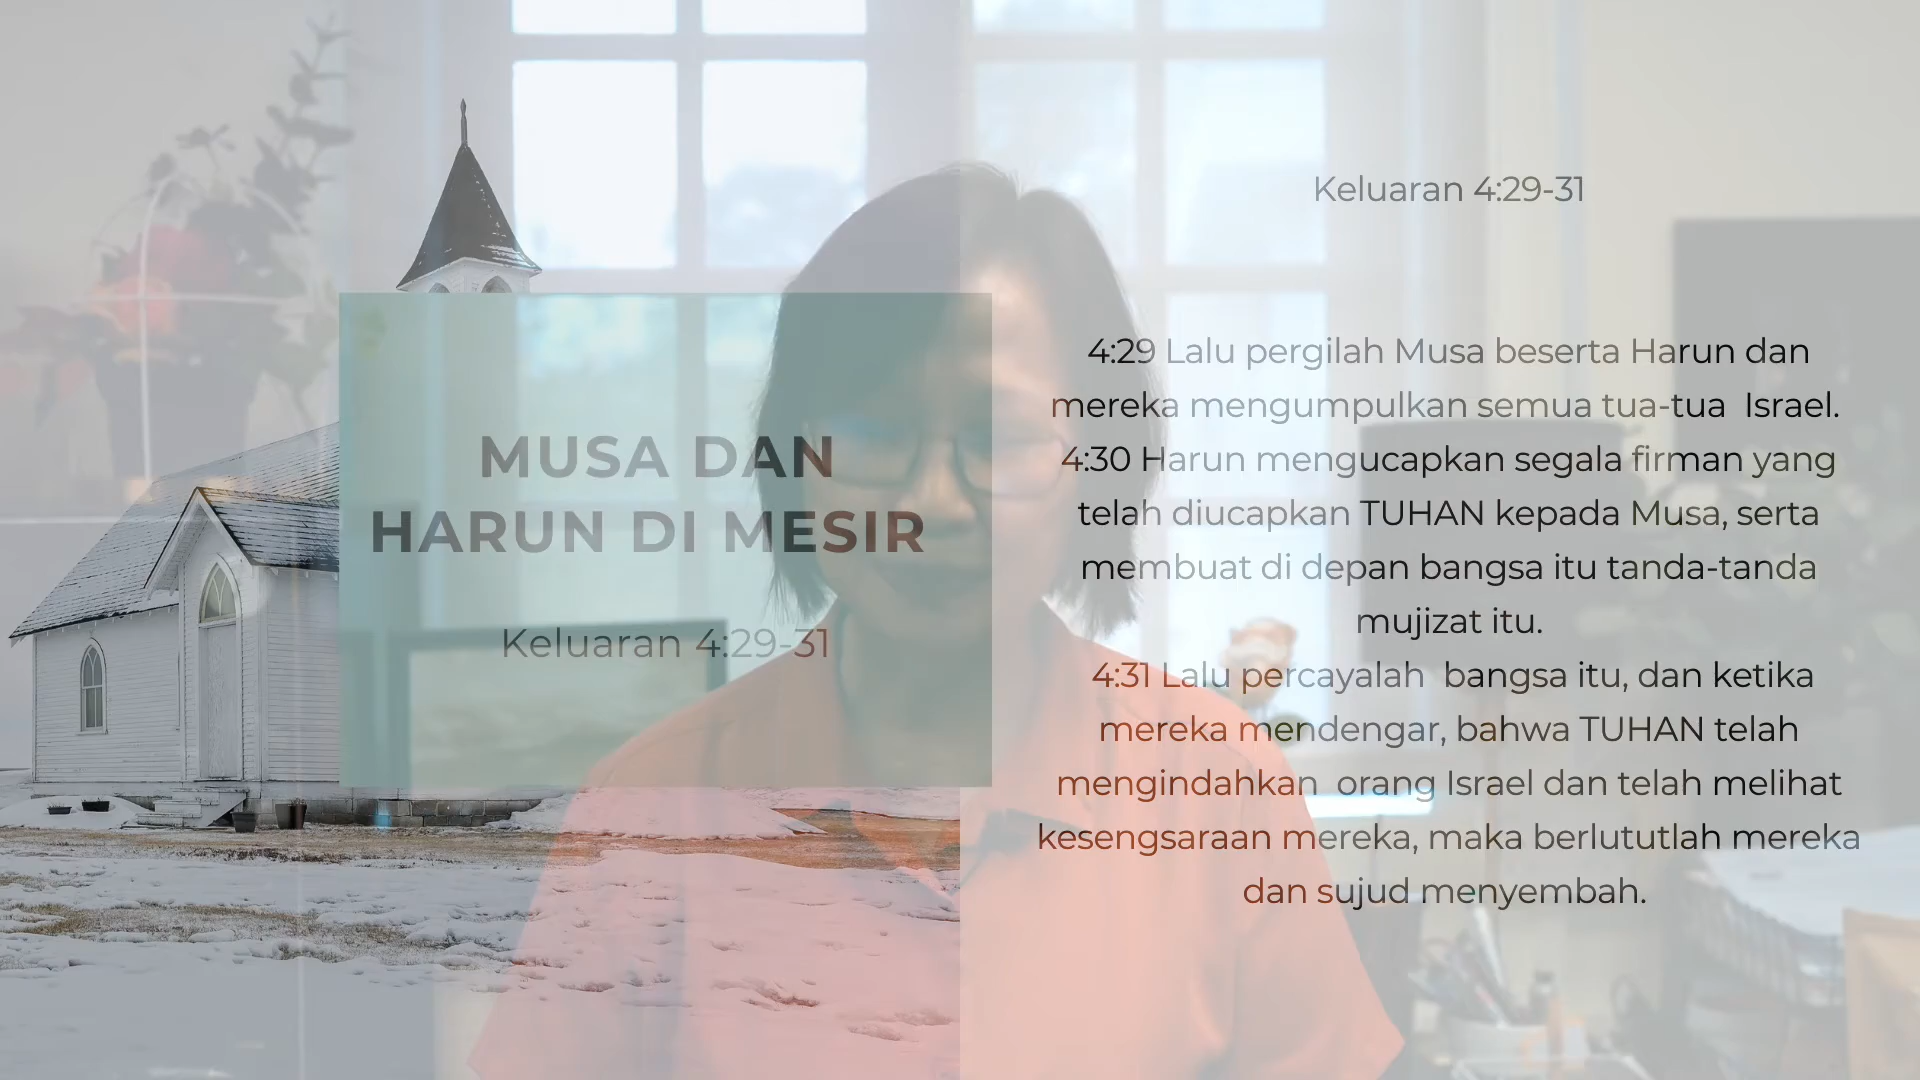 MUSA DAN
HARUN DI MESIR
Keluaran 4:29-31
Keluaran 4:29-31
4:29 Lalu pergilah Musa beserta Harun dan
mereka mengumpulkan semua tua-tua Israel.
4:30 Harun mengucapkan segala firman yang
telah diucapkan TUHAN kepada Musa, serta
membuat di depan bangsa itu tanda-tanda
mujizat itu.
4:31 Lalu percayalah bangsa itu, dan ketika
mereka mendengar, bahwa TUHAN telah
mengindahkan orang Israel dan telah melihat
kesengsaraan mereka, maka berlututlah mereka
dan sujud menyembah.